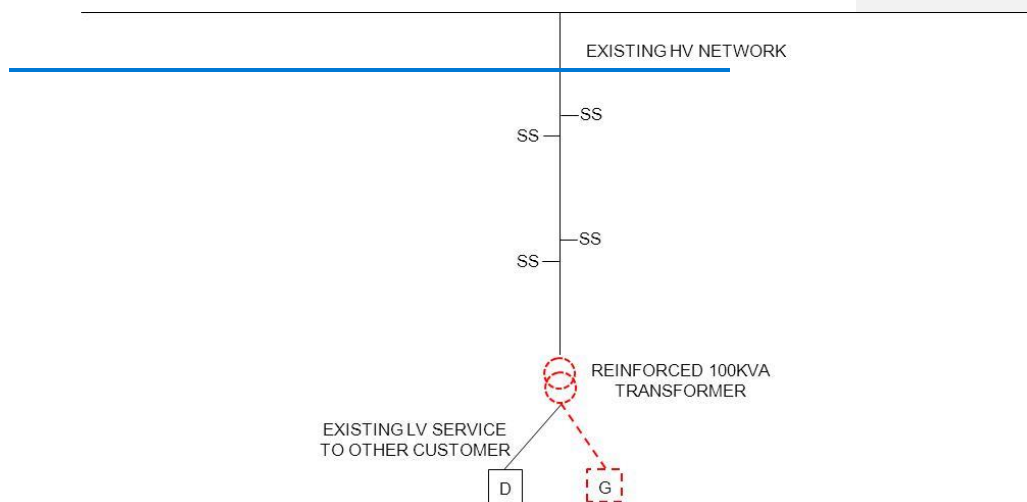 EXISTING HV NETWORK
SS
SS
SS
SS
REINFORCED 100KVA
TRANSFORMER
EXISTING LV SERVICE
TO OTHER CUSTOMER
D
G